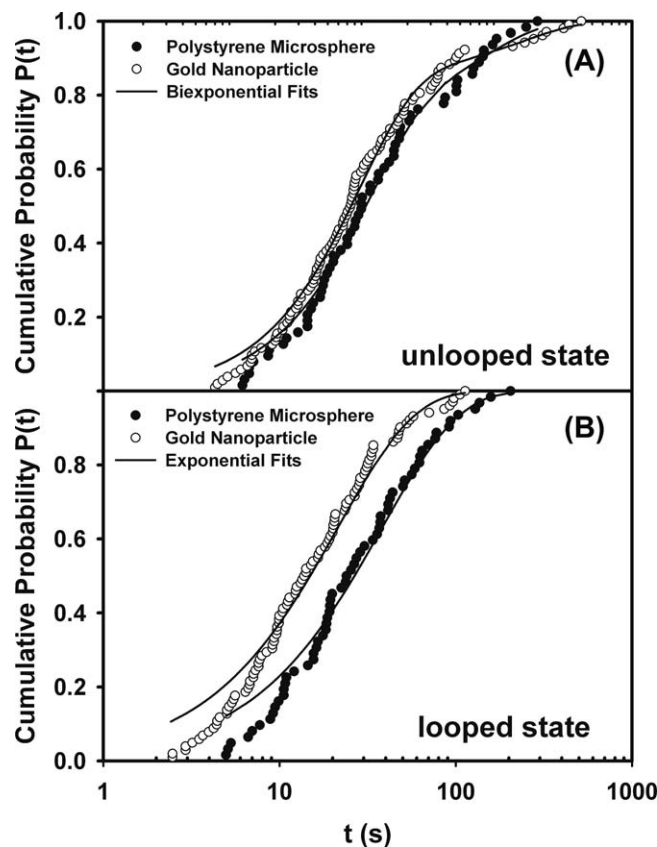 1.0
Polystyrene Microsphere
Gold Nanoparticle
Biexponential Fits
(A)
0.8
0.6
0.4
0.2
Cumulative Probability P(t)
unlooped state
Polystyrene Microsphere
Gold Nanoparticle
Exponential Fits
(B)
0.8
0.6
0.4
0.2
0.0
Cumulative Probability P(t)
looped state
1 10 100 1000
t (s)